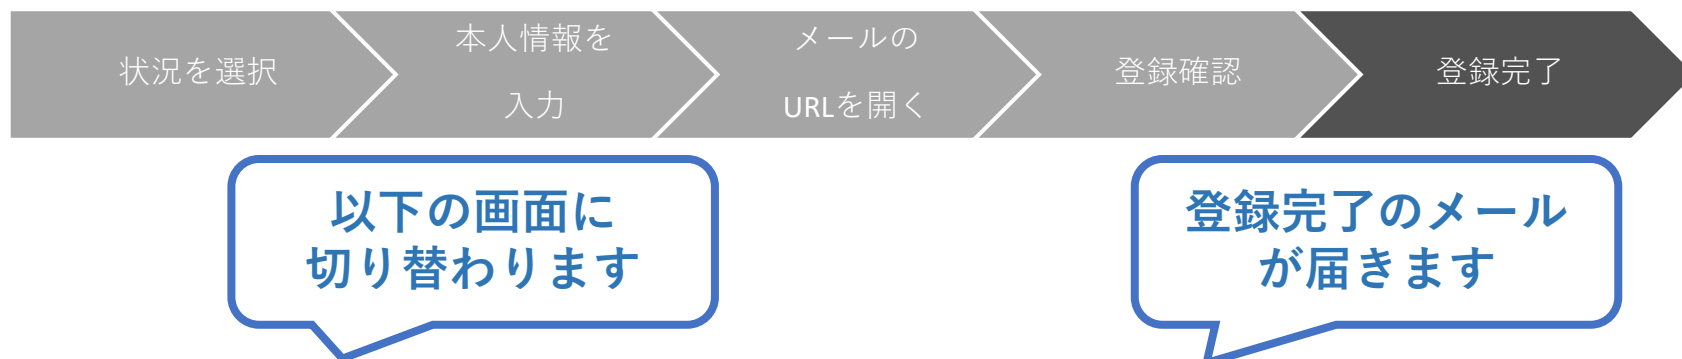 状況を選択
本人情報を
入力
メールの
URLを開く
登録確認
登録完了
以下の画面に
切り替わります
登録完了のメール
が届きます